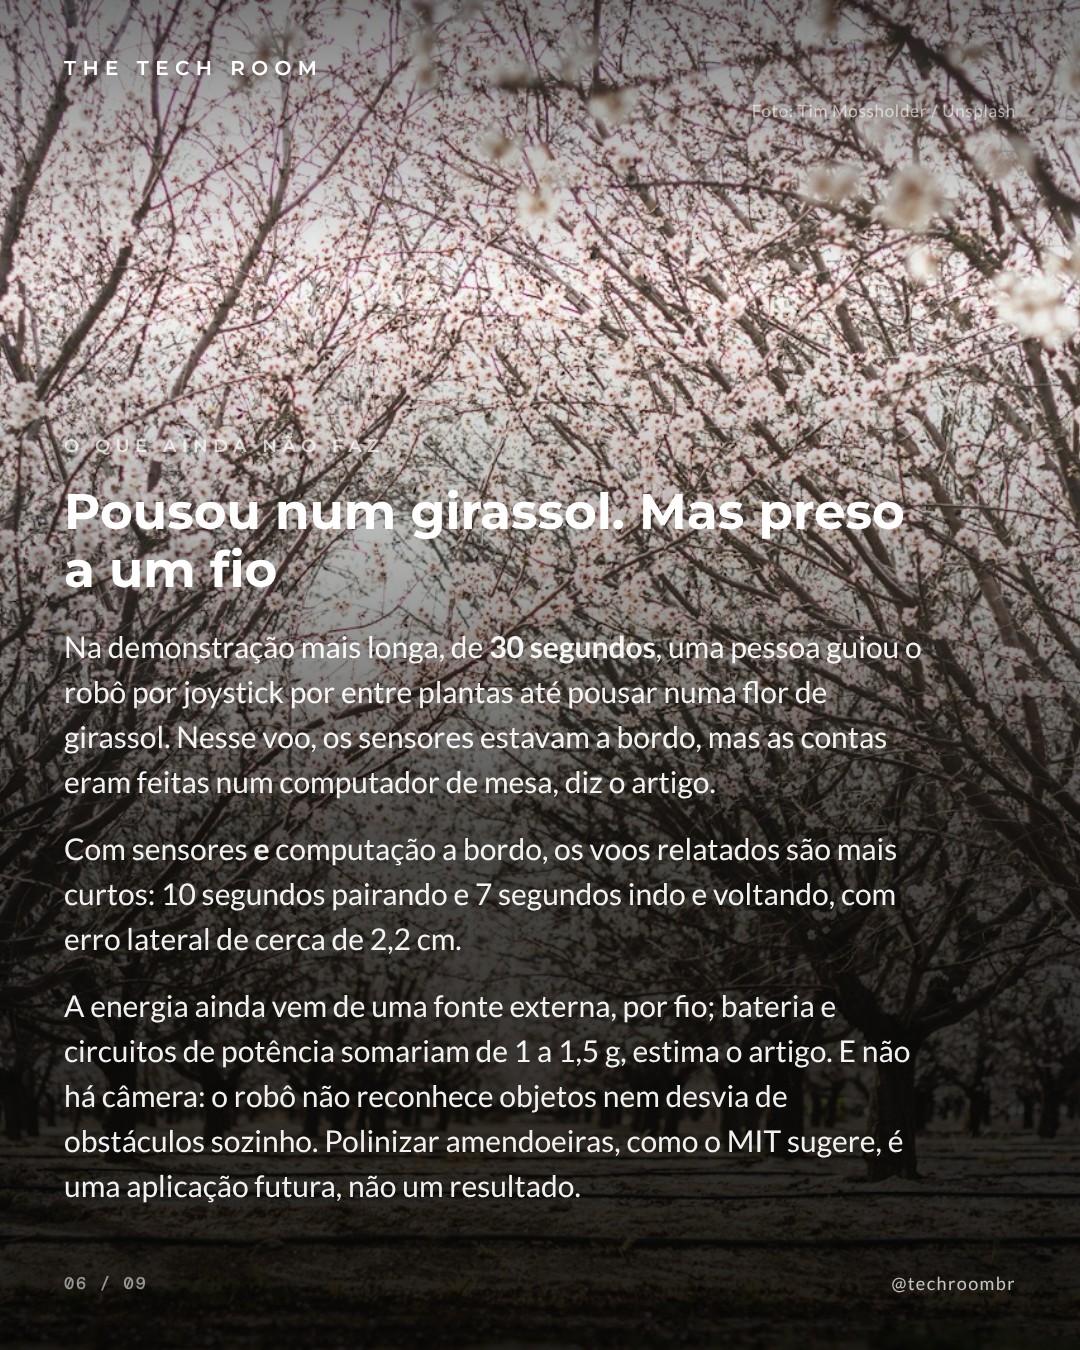 THE TECH ROOM
Foto: Tim Mossholder / Unsplash
O QUE AINDA NÃO FAZ
Pousou num girassol. Mas preso
a um fio
Na demonstração mais longa, de 30 segundos, uma pessoa guiou o
robô por joystick por entre plantas até pousar numa flor de
girassol. Nesse voo, os sensores estavam a bordo, mas as contas
eram feitas num computador de mesa, diz o artigo.
Com sensores e computação a bordo, os voos relatados são mais
curtos: 10 segundos pairando e 7 segundos indo e voltando, com
erro lateral de cerca de 2,2 cm.
A energia ainda vem de uma fonte externa, por fio; bateria e
circuitos de potência somariam de 1 a 1,5 g, estima o artigo. E não
há câmera: o robô não reconhece objetos nem desvia de
obstáculos sozinho. Polinizar amendoeiras, como o MIT sugere, é
uma aplicação futura, não um resultado.
06 / 09
@techroombr